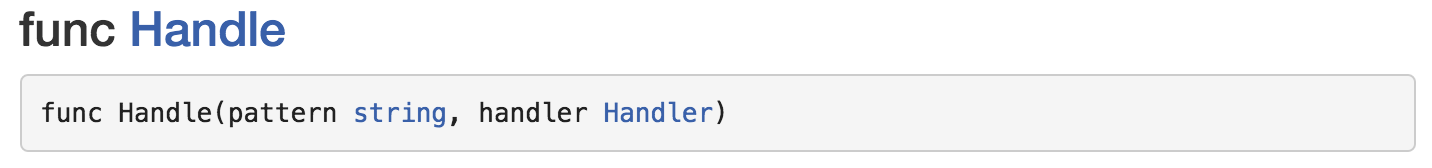 func Handle
func Handle(pattern string, handler Handler)